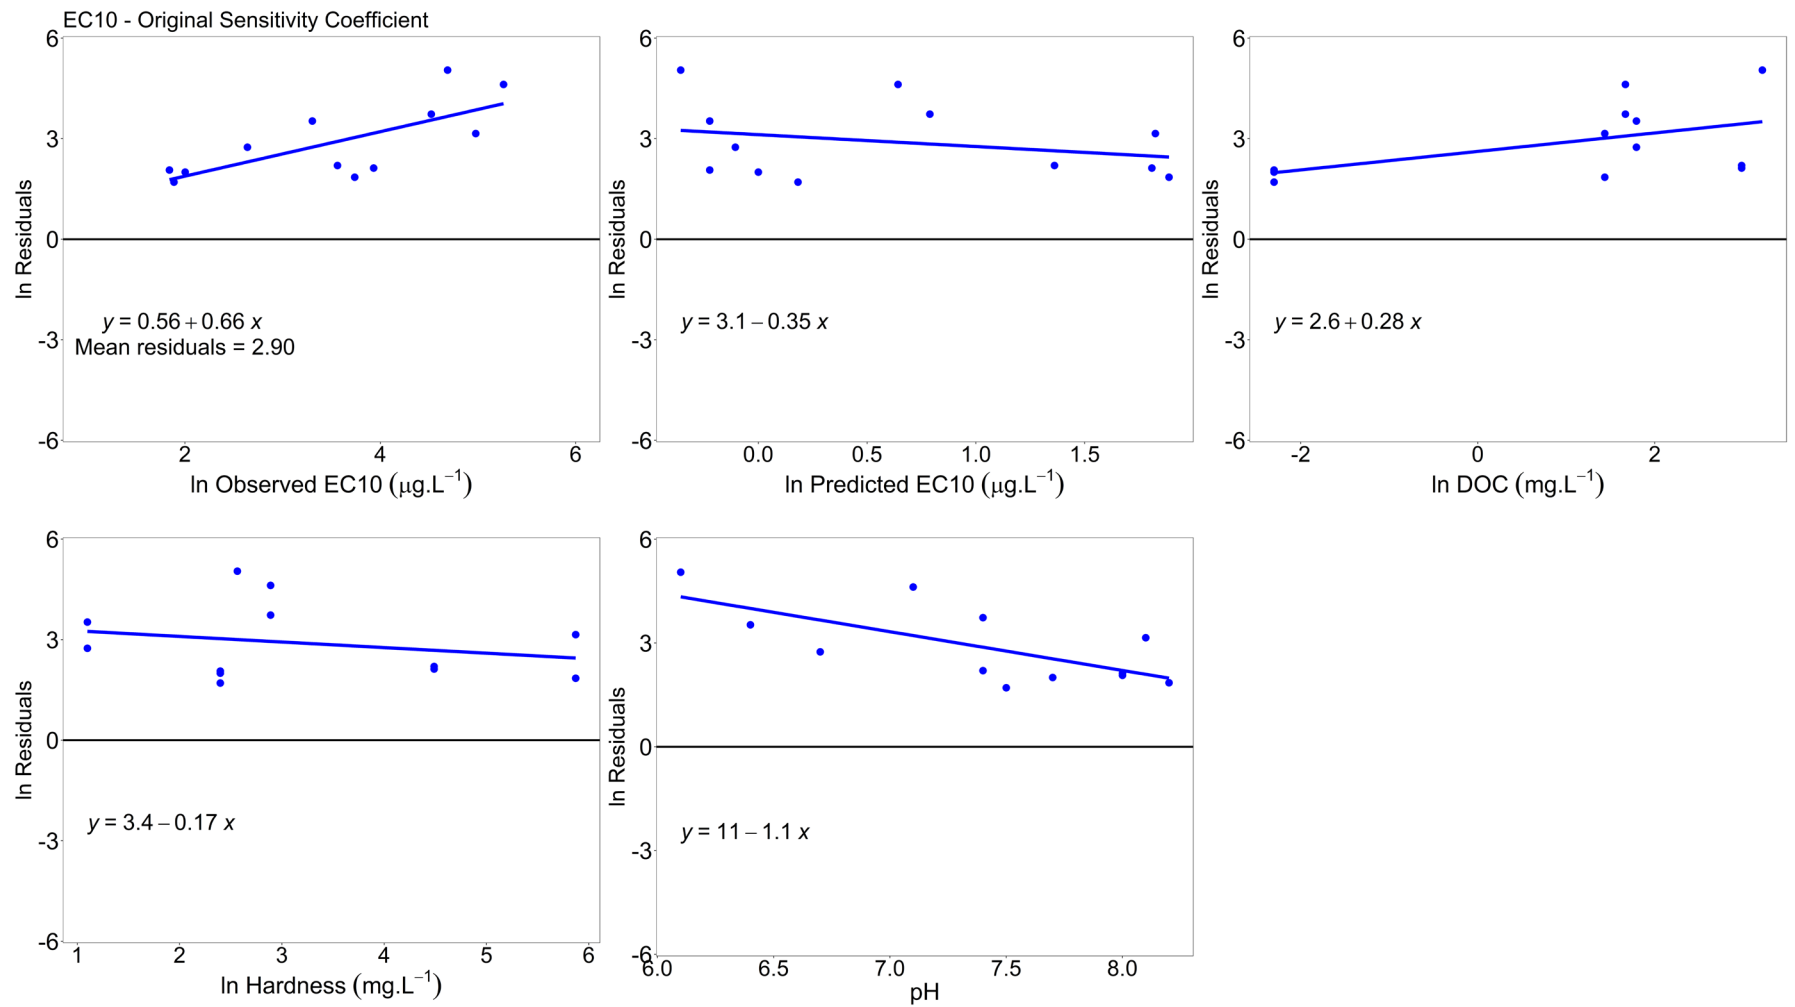 EC10 - Original Sensitivity Coefficient
6
3
0
-3
-6
ln Residuals
y = 0.56 + 0.66 x
Mean residuals = 2.90
2 4 6
ln Observed EC10 (μg.L⁻¹)
6
3
0
-3
-6
ln Residuals
y = 3.1 − 0.35 x
0.0 0.5 1.0 1.5
ln Predicted EC10 (μg.L⁻¹)
6
3
0
-3
-6
ln Residuals
y = 2.6 + 0.28 x
-2 0 2
ln DOC (mg.L⁻¹)
6
3
0
-3
-6
ln Residuals
y = 3.4 − 0.17 x
1 2 3 4 5 6
ln Hardness (mg.L⁻¹)
6
3
0
-3
-6
ln Residuals
y = 11 − 1.1 x
6.0 6.5 7.0 7.5 8.0
pH